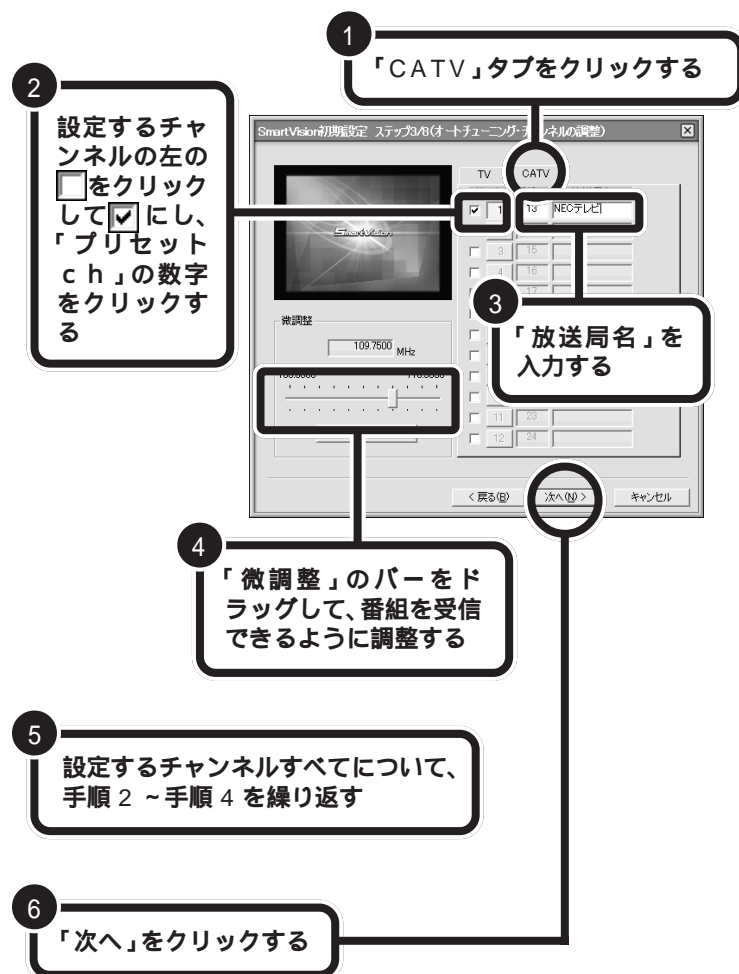 1
「CATV」タブをクリックする
2
設定するチャ
ンネルの左の
をクリック
して にし、
「プリセット
ch」の数字
をクリックす
る
SmartVision初期設定 ステップ3/8(オートチューニング・チ ネルの調整)
TV CATV
1 13 NECテレビ
SmartVision
3 15
4 16
17
3
「放送局名」を
入力する
微調整
109.7500 MHz
11 23
12 24
< 戻る(B) 次へ(N) > キャンセル
4
「微調整」のバーをド
ラッグして、番組を受信
できるように調整する
5
設定するチャンネルすべてについて、
手順 2 ~手順 4 を繰り返す
6
「次へ」をクリックする